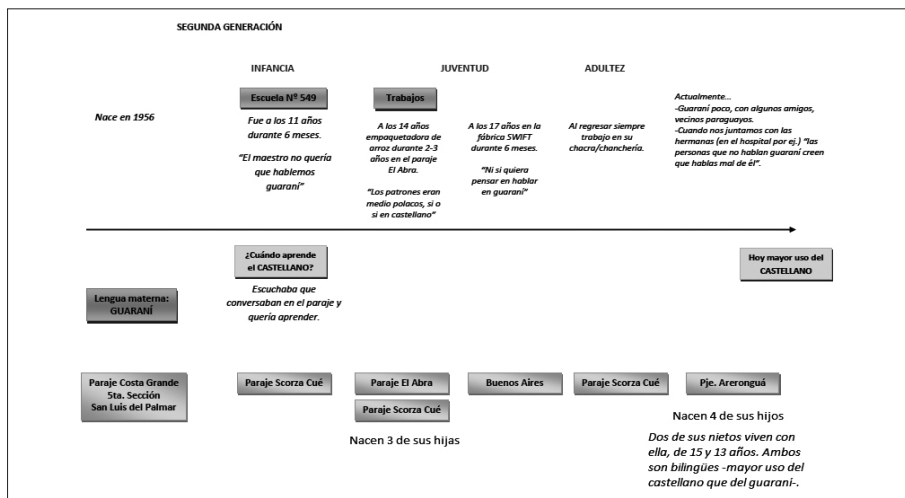 SEGUNDA GENERACIÓN
INFANCIA
JUVENTUD
ADULTEZ
Nace en 1956
Escuela Nº 549
Fue a los 11 años
durante 6 meses.
"El maestro no quería
que hablemos
guaraní"
Trabajos
A los 14 años
empaquetadora de
arroz durante 2-3
años en el paraje
El Abra.
"Los patrones eran
medio polacos, si o
si en castellano"
A los 17 años en la
fábrica SWIFT
durante 6 meses.
"Ni si quiera
pensar en hablar
en guaraní"
Al regresar siempre
trabajo en su
chacra/chanchería.
Actualmente...
-Guaraní poco, con algunos amigos,
vecinos paraguayos.
-Cuando nos juntamos con las
hermanas (en el hospital por ej.) "las
personas que no hablan guaraní creen
que hablas mal de él".
¿Cuándo aprende
el CASTELLANO?
Escuchaba que
conversaban en el paraje y
quería aprender.
Hoy mayor uso del
CASTELLANO
Lengua materna:
GUARANÍ
Paraje Costa Grande
5ta. Sección
San Luis del Palmar
Paraje Scorza Cué
Paraje El Abra
Paraje Scorza Cué
Nacen 3 de sus hijas
Buenos Aires
Paraje Scorza Cué
Pje. Areronguá
Nacen 4 de sus hijos
Dos de sus nietos viven con
ella, de 15 y 13 años. Ambos
son bilingües -mayor uso del
castellano que del guaraní-.